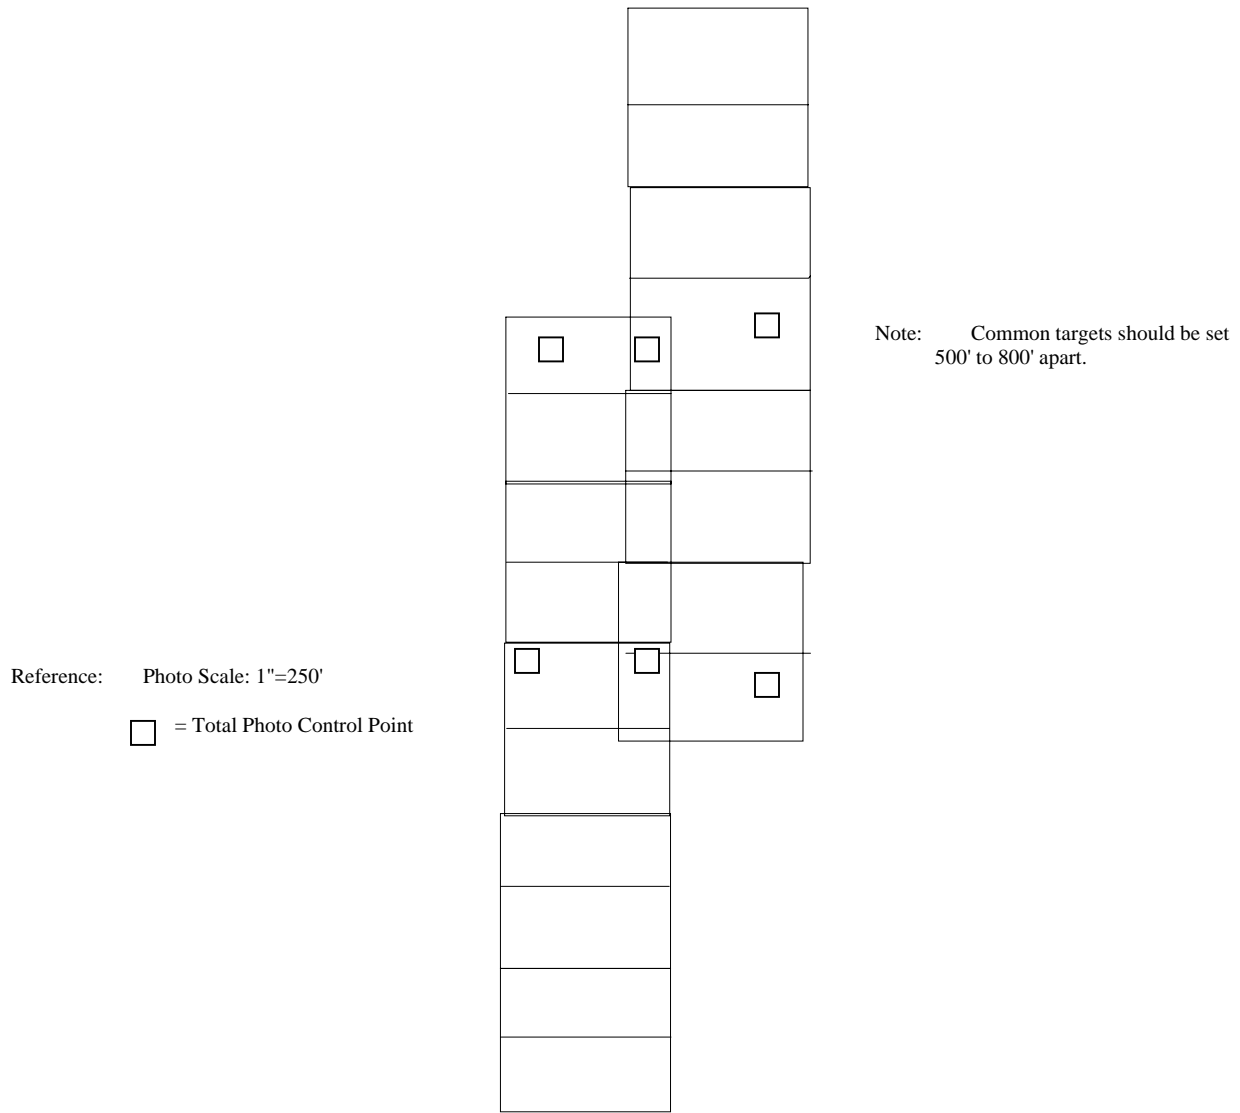 Note: Common targets should be set
500' to 800' apart.
Reference: Photo Scale: 1"=250'
= Total Photo Control Point